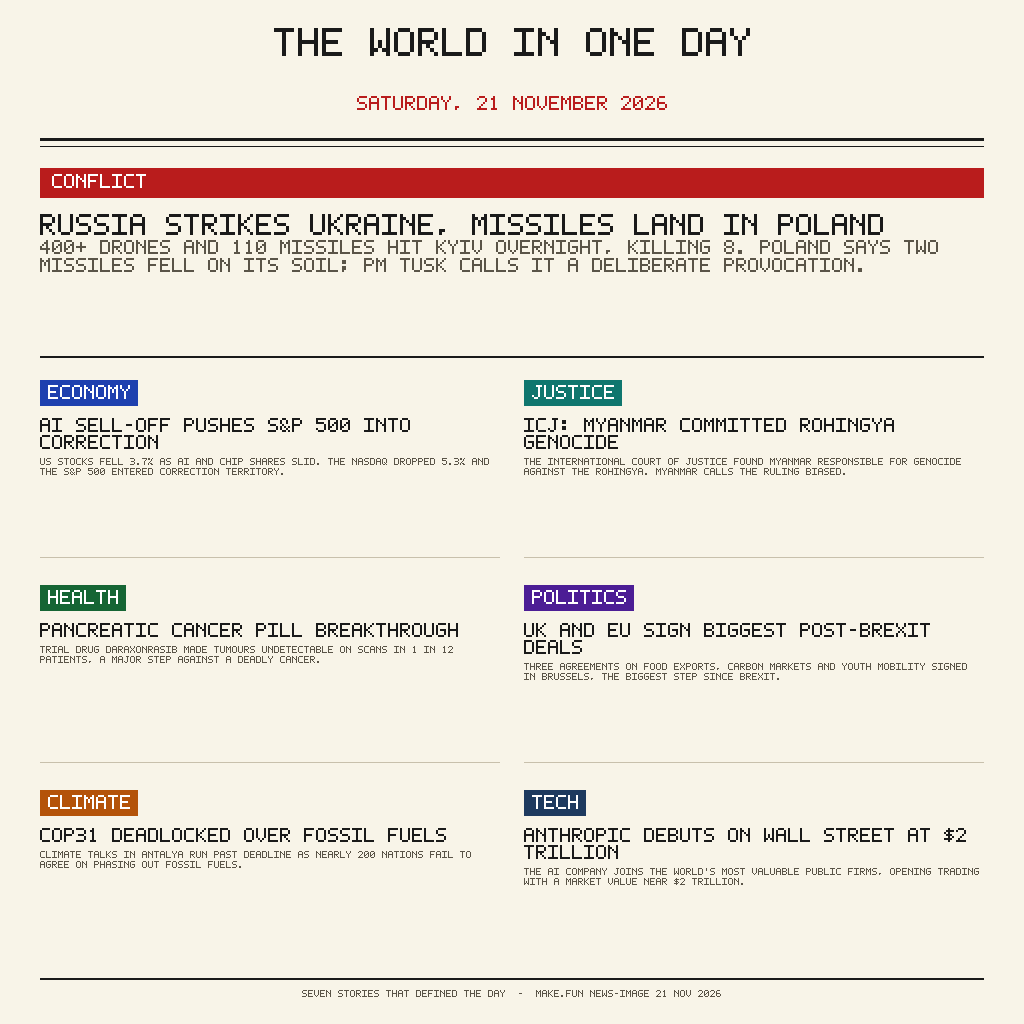 THE WORLD IN ONE DAY
SATURDAY, 21 NOVEMBER 2026
CONFLICT
RUSSIA STRIKES UKRAINE, MISSILES LAND IN POLAND
400+ DRONES AND 110 MISSILES HIT KYIV OVERNIGHT, KILLING 8. POLAND SAYS TWO
MISSILES FELL ON ITS SOIL; PM TUSK CALLS IT A DELIBERATE PROVOCATION.
ECONOMY
AI SELL-OFF PUSHES S&P 500 INTO
CORRECTION
US STOCKS FELL 3.7% AS AI AND CHIP SHARES SLID. THE NASDAQ DROPPED 5.3% AND
THE S&P 500 ENTERED CORRECTION TERRITORY.
JUSTICE
ICJ: MYANMAR COMMITTED ROHINGYA
GENOCIDE
THE INTERNATIONAL COURT OF JUSTICE FOUND MYANMAR RESPONSIBLE FOR GENOCIDE
AGAINST THE ROHINGYA. MYANMAR CALLS THE RULING BIASED.
HEALTH
PANCREATIC CANCER PILL BREAKTHROUGH
TRIAL DRUG DARAXONRASIB MADE TUMOURS UNDETECTABLE ON SCANS IN 1 IN 12
PATIENTS, A MAJOR STEP AGAINST A DEADLY CANCER.
POLITICS
UK AND EU SIGN BIGGEST POST-BREXIT
DEALS
THREE AGREEMENTS ON FOOD EXPORTS, CARBON MARKETS AND YOUTH MOBILITY SIGNED
IN BRUSSELS, THE BIGGEST STEP SINCE BREXIT.
CLIMATE
COP31 DEADLOCKED OVER FOSSIL FUELS
CLIMATE TALKS IN ANTALYA RUN PAST DEADLINE AS NEARLY 200 NATIONS FAIL TO
AGREE ON PHASING OUT FOSSIL FUELS.
TECH
ANTHROPIC DEBUTS ON WALL STREET AT $2
TRILLION
THE AI COMPANY JOINS THE WORLD'S MOST VALUABLE PUBLIC FIRMS, OPENING TRADING
WITH A MARKET VALUE NEAR $2 TRILLION.
SEVEN STORIES THAT DEFINED THE DAY - MAKE.FUN NEWS-IMAGE 21 NOV 2026